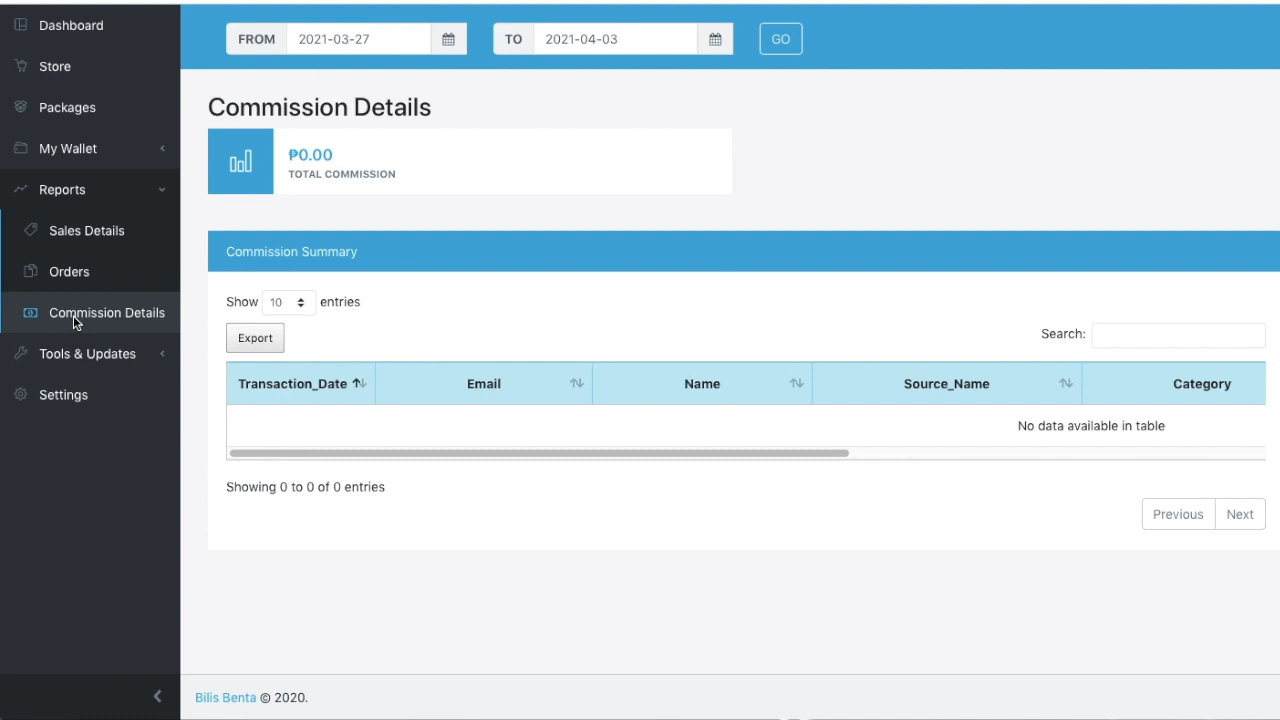 Dashboard
Store
Packages
My Wallet
Reports
Sales Details
Orders
Commission Details
Tools & Updates
Settings
FROM 2021-03-27 TO 2021-04-03 GO
Commission Details
₱0.00
TOTAL COMMISSION
Commission Summary
Show 10 entries
Export
Search:
Transaction_Date Email Name Source_Name Category
No data available in table
Showing 0 to 0 of 0 entries
Previous Next
Bilis Benta © 2020.